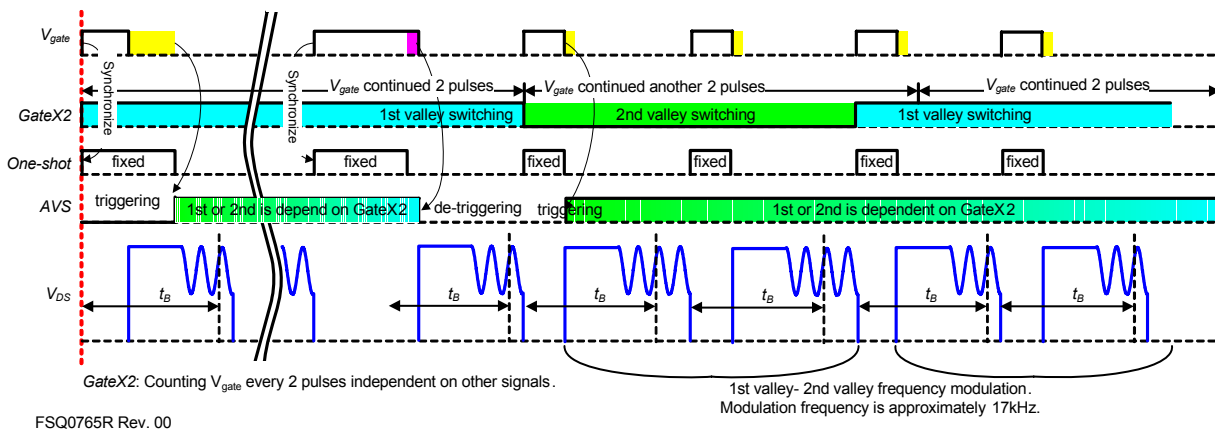 Vgate
Synchronize
Synchronize
Vgate continued 2 pulses
Vgate continued another 2 pulses
Vgate continued 2 pulses
GateX2
1st valley switching
2nd valley switching
1st valley switching
One-shot
fixed
fixed
fixed
fixed
fixed
fixed
AVS
triggering
1st or 2nd is depend on GateX2
de-triggering
triggering
1st or 2nd is dependent on GateX2
VDS
tB
tB
tB
tB
tB
tB
GateX2: Counting Vgate every 2 pulses independent on other signals.
1st valley- 2nd valley frequency modulation.
Modulation frequency is approximately 17kHz.
FSQ0765R Rev. 00